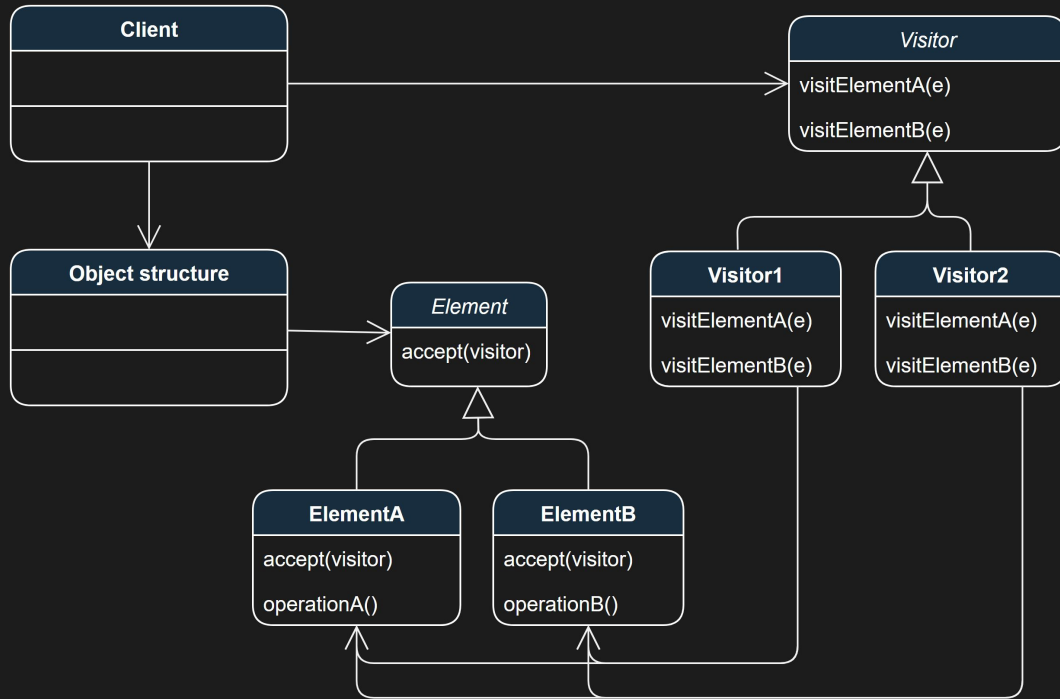 Client
Visitor
visitElementA(e)
visitElementB(e)
Object structure
Element
accept(visitor)
Visitor1
visitElementA(e)
visitElementB(e)
Visitor2
visitElementA(e)
visitElementB(e)
ElementA
accept(visitor)
operationA()
ElementB
accept(visitor)
operationB()